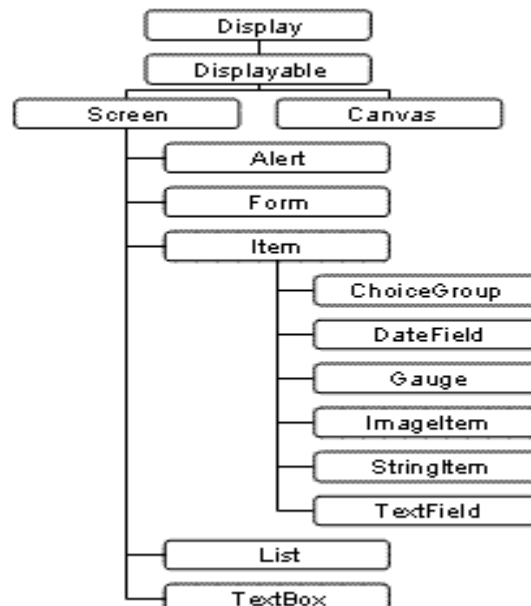 Display
Displayable
Screen
Canvas
Alert
Form
Item
ChoiceGroup
DateField
Gauge
ImageItem
StringItem
TextField
List
TextBox